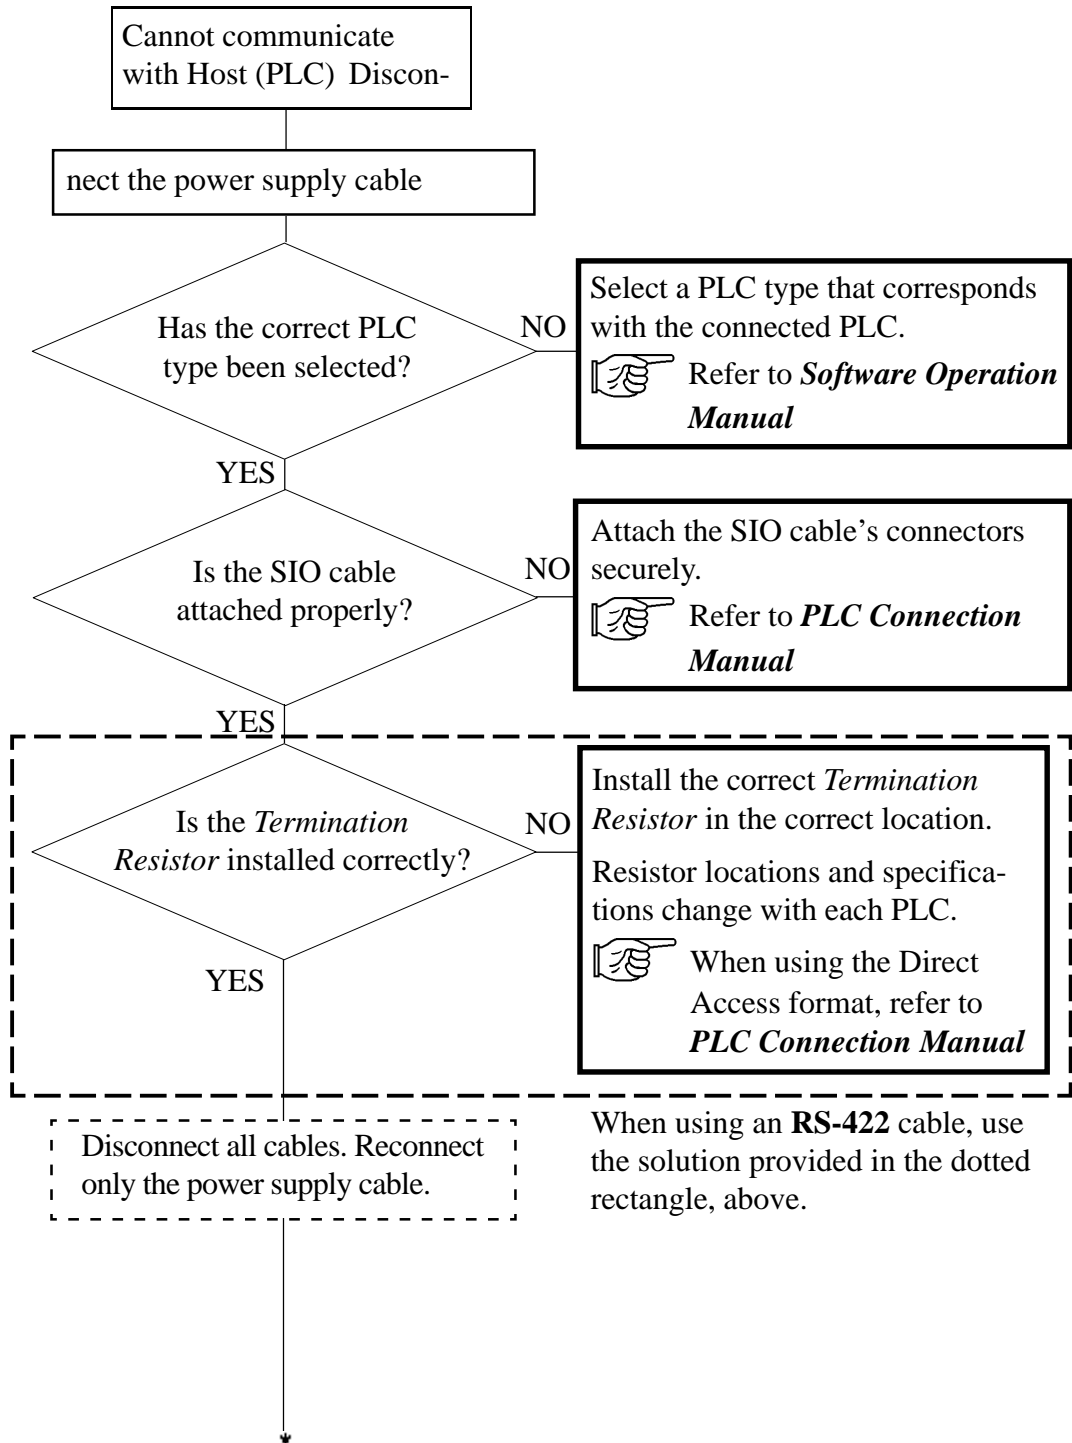 Cannot communicate
with Host (PLC) Discon-
nect the power supply cable
Has the correct PLC
type been selected?
NO
Select a PLC type that corresponds
with the connected PLC.
Refer to Software Operation
Manual
YES
Is the SIO cable
attached properly?
NO
Attach the SIO cable’s connectors
securely.
Refer to PLC Connection
Manual
YES
Is the Termination
Resistor installed correctly?
NO
Install the correct Termination
Resistor in the correct location.
Resistor locations and specifica-
tions change with each PLC.
When using the Direct
Access format, refer to
PLC Connection Manual
YES
Disconnect all cables. Reconnect
only the power supply cable.
When using an RS-422 cable, use
the solution provided in the dotted
rectangle, above.